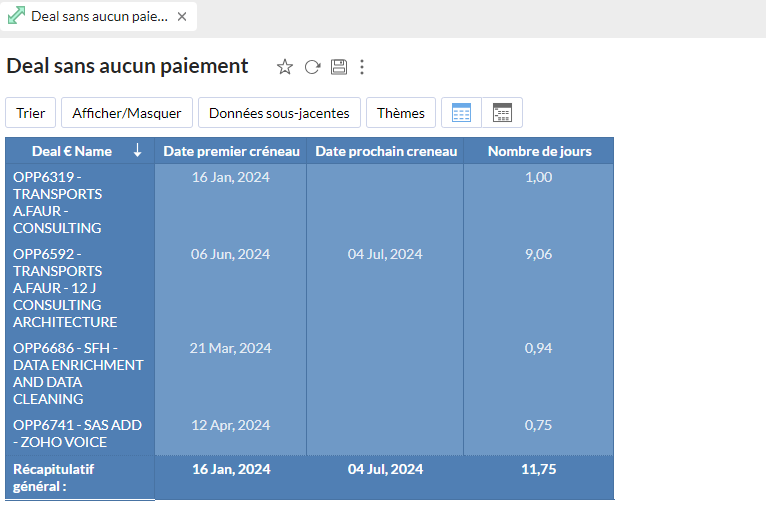 Deal sans aucun paie...
Deal sans aucun paiement
Trier Afficher/Masquer Données sous-jacentes Thèmes
Deal € Name Date premier créneau Date prochain creneau Nombre de jours
OPP6319 - 16 Jan, 2024 1,00
TRANSPORTS
A.FAUR -
CONSULTING
OPP6592 - 06 Jun, 2024 04 Jul, 2024 9,06
TRANSPORTS
A.FAUR - 12 J
CONSULTING
ARCHITECTURE
OPP6686 - SFH - 21 Mar, 2024 0,94
DATA ENRICHMENT
AND DATA
CLEANING
OPP6741 - SAS ADD 12 Apr, 2024 0,75
- ZOHO VOICE
Récapitulatif 16 Jan, 2024 04 Jul, 2024 11,75
général :